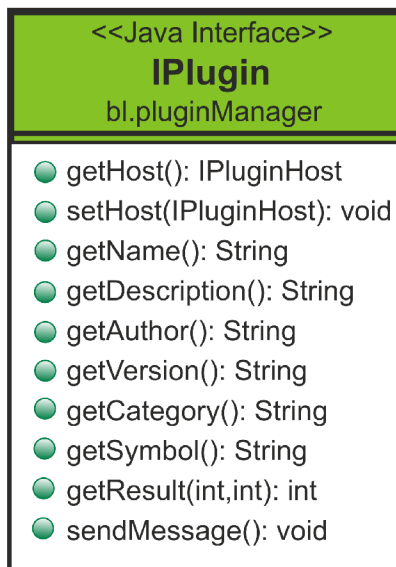 <<Java Interface>>
IPlugin
bl.pluginManager
getHost(): IPluginHost
setHost(IPluginHost): void
getName(): String
getDescription(): String
getAuthor(): String
getVersion(): String
getCategory(): String
getSymbol(): String
getResult(int,int): int
sendMessage(): void